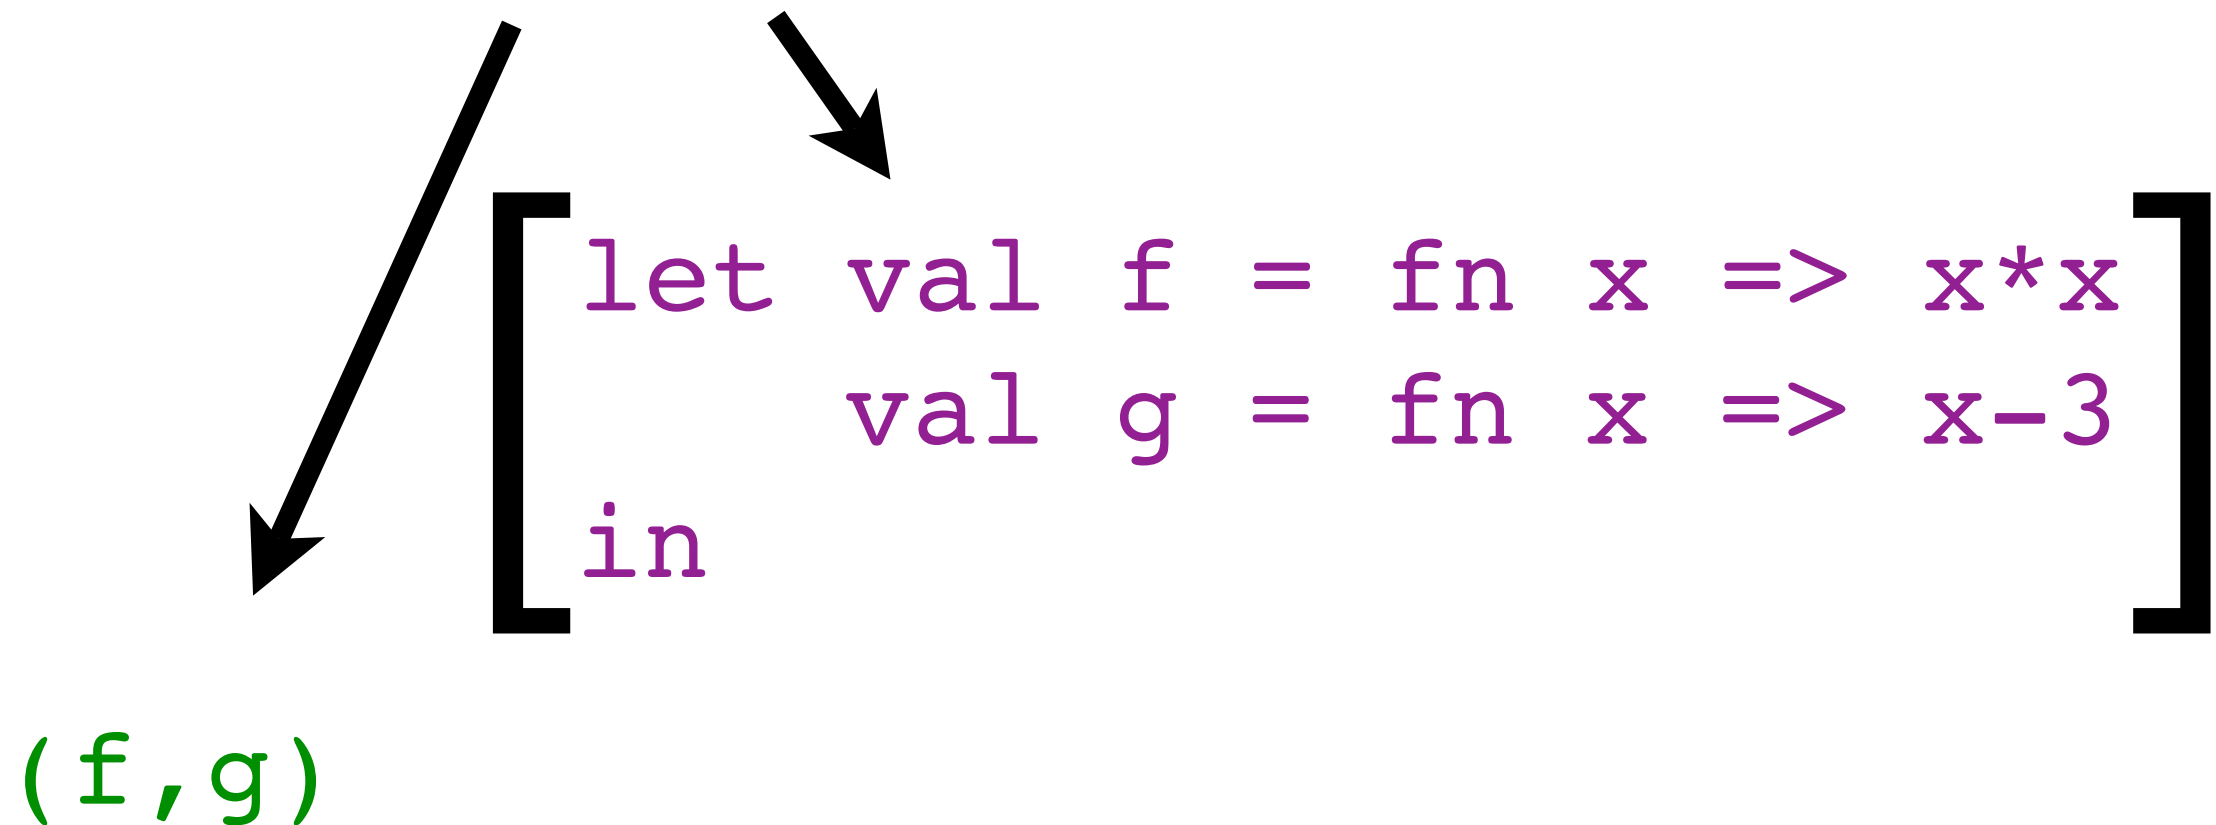 let val f = fn x => x*x
val g = fn x => x-3
in
(f,g)